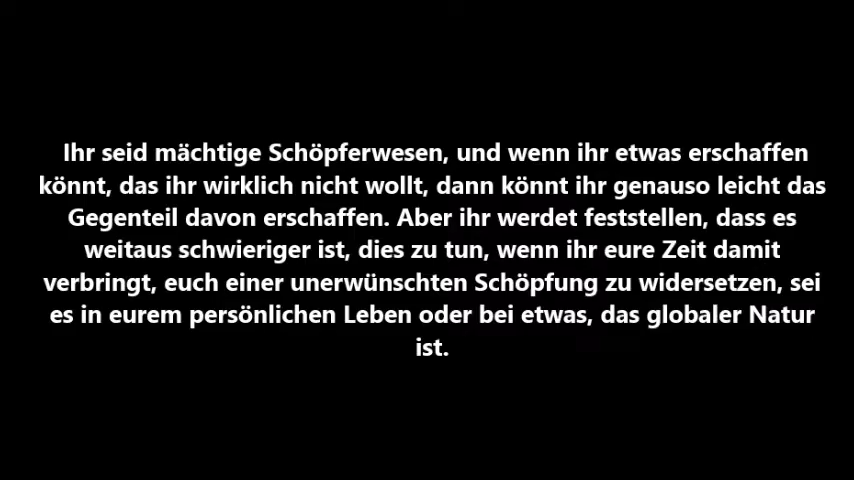 Ihr seid mächtige Schöpferwesen, und wenn ihr etwas erschaffen
könnt, das ihr wirklich nicht wollt, dann könnt ihr genauso leicht das
Gegenteil davon erschaffen. Aber ihr werdet feststellen, dass es
weitaus schwieriger ist, dies zu tun, wenn ihr eure Zeit damit
verbringt, euch einer unerwünschten Schöpfung zu widersetzen, sei
es in eurem persönlichen Leben oder bei etwas, das globaler Natur
ist.